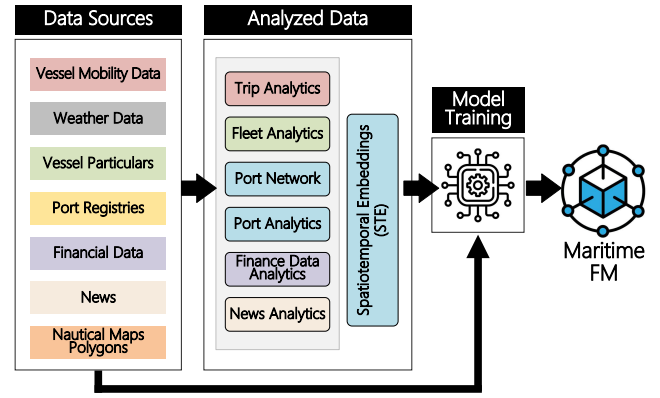 Data Sources
Vessel Mobility Data
Weather Data
Vessel Particulars
Port Registries
Financial Data
News
Nautical Maps
Polygons
Analyzed Data
Trip Analytics
Fleet Analytics
Port Network
Port Analytics
Finance Data
Analytics
News Analytics
Spatiotemporal Embeddings
(STE)
Model
Training
Maritime
FM